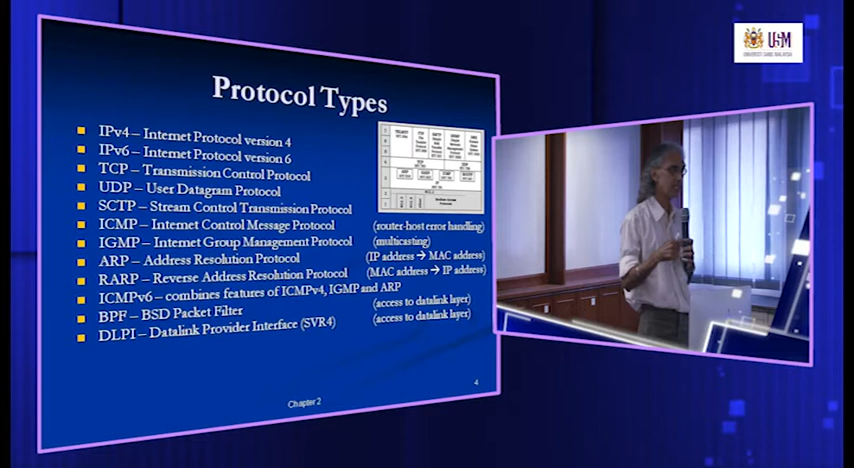 USM
UNIVERSITI SAINS MALAYSIA
Protocol Types
IPv4 – Internet Protocol version 4
IPv6 – Internet Protocol version 6
TCP – Transmission Control Protocol
UDP – User Datagram Protocol
SCTP – Stream Control Transmission Protocol
ICMP – Internet Control Message Protocol (router-host error handling)
IGMP – Internet Group Management Protocol (multicasting)
ARP – Address Resolution Protocol (IP address → MAC address)
RARP – Reverse Address Resolution Protocol (MAC address → IP address)
ICMPv6 – combines features of ICMPv4, IGMP and ARP
BPF – BSD Packet Filter (access to datalink layer)
DLPI – Datalink Provider Interface (SVR4) (access to datalink layer)
4
Chapter 2